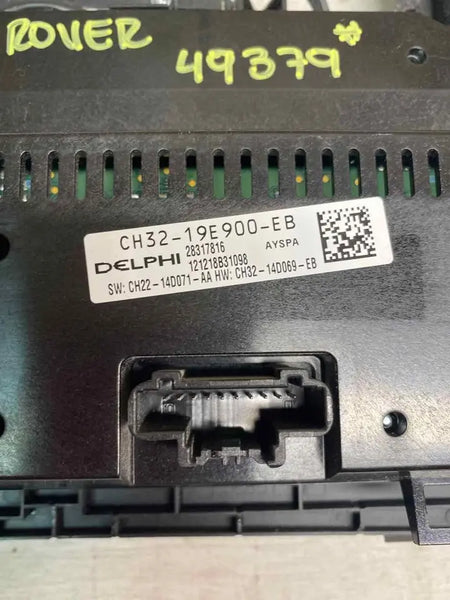 ROVER
49379*
CH32-19E900-EB
28317816 AYSPA
DELPHI 121218B31098
SW: CH22-14D071-AA HW: CH32-14D069-EB